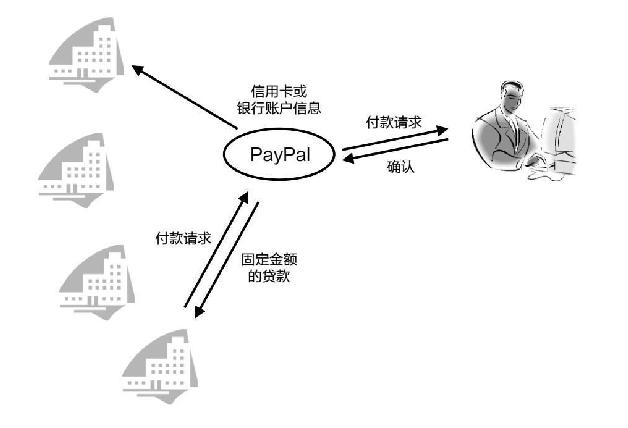 信用卡或
银行账户信息
付款请求
PayPal
确认
付款请求
固定金额
的贷款